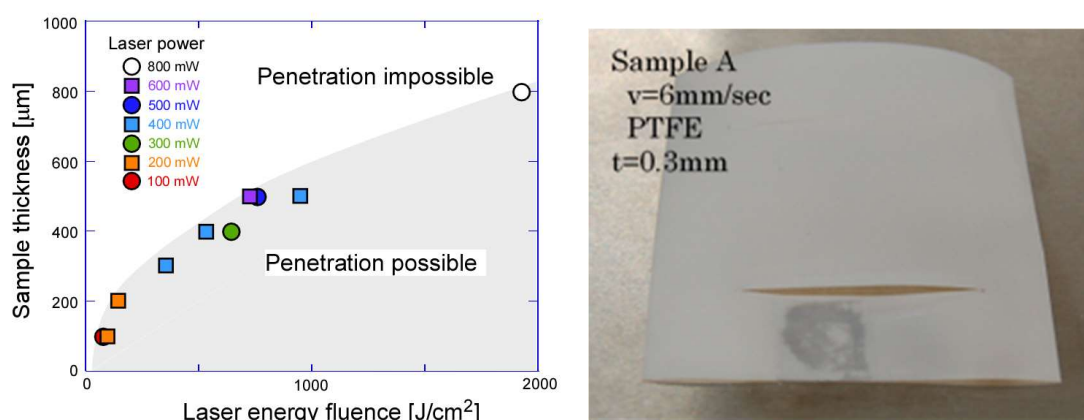 1000
800
600
400
200
0
Sample thickness [μm]
Laser power
800 mW
600 mW
500 mW
400 mW
300 mW
200 mW
100 mW
Penetration impossible
Penetration possible
0
1000
2000
Laser energy fluence [J/cm²]
Sample A
v=6mm/sec
PTFE
t=0.3mm